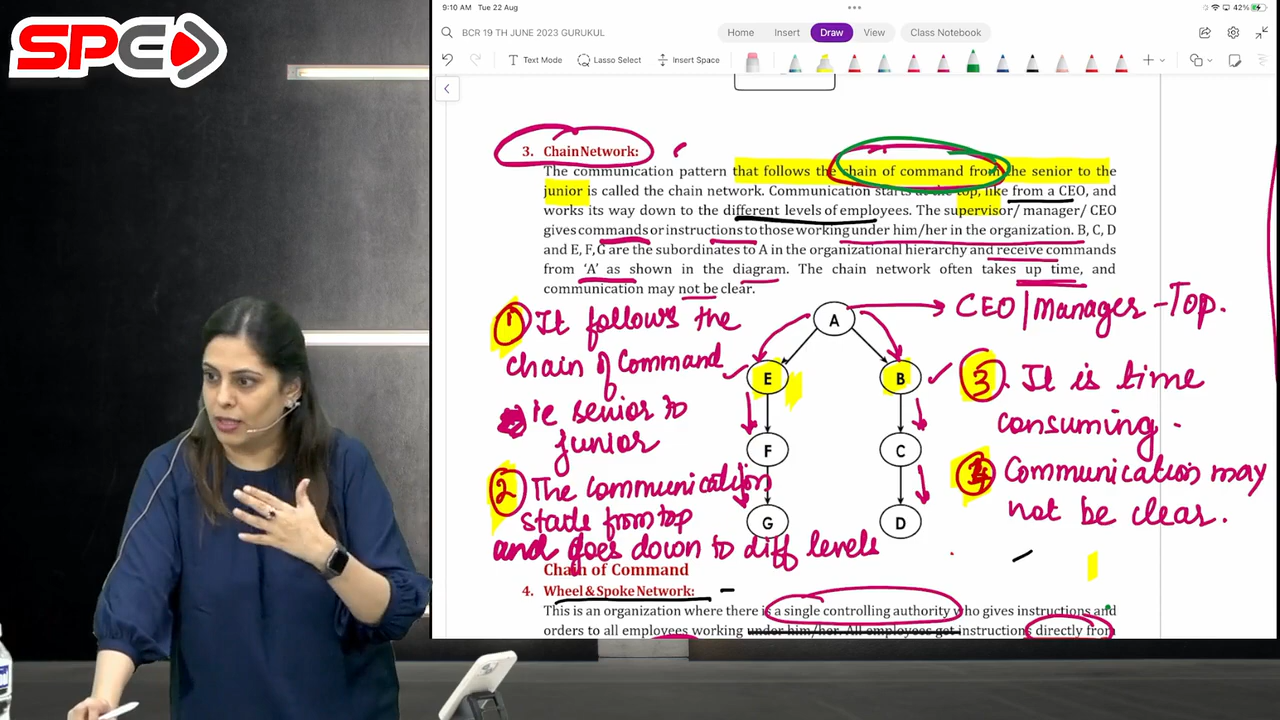 SPC
9:10 AM Tue 22 Aug
42%
BCR 19 TH JUNE 2023 GURUKUL
Home Insert Draw View Class Notebook
Text Mode Lasso Select Insert Space
3. Chain Network:
The communication pattern that follows the chain of command from the senior to the
junior is called the chain network. Communication starts at the top, like from a CEO, and
works its way down to the different levels of employees. The supervisor/ manager/ CEO
gives commands or instructions to those working under him/her in the organization. B, C, D
and E, F,G are the subordinates to A in the organizational hierarchy and receive commands
from ‘A’ as shown in the diagram. The chain network often takes up time, and
communication may not be clear.
A
CEO/Manager - Top.
1 It follows the
chain of Command
ie senior to
junior
E
B
3. It is time
consuming.
F
C
2 The communication
starts from top
and goes down to diff levels
4 Communication may
not be clear.
G
D
Chain of Command
4. Wheel & Spoke Network:
This is an organization where there is a single controlling authority who gives instructions and
orders to all employees working under him/her. All employees get instructions directly from